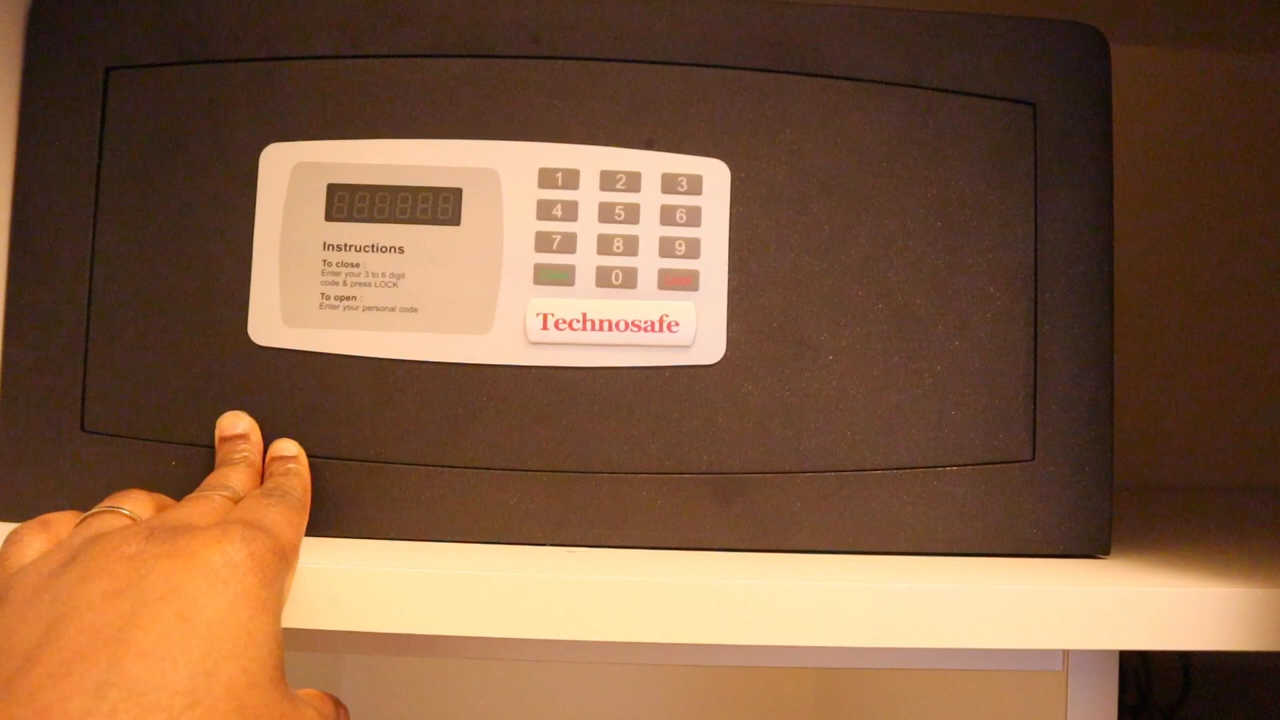 Instructions
To close :
Enter your 3 to 6 digit
code & press LOCK
To open :
Enter your personal code
1 2 3
4 5 6
7 8 9
0
Technosafe